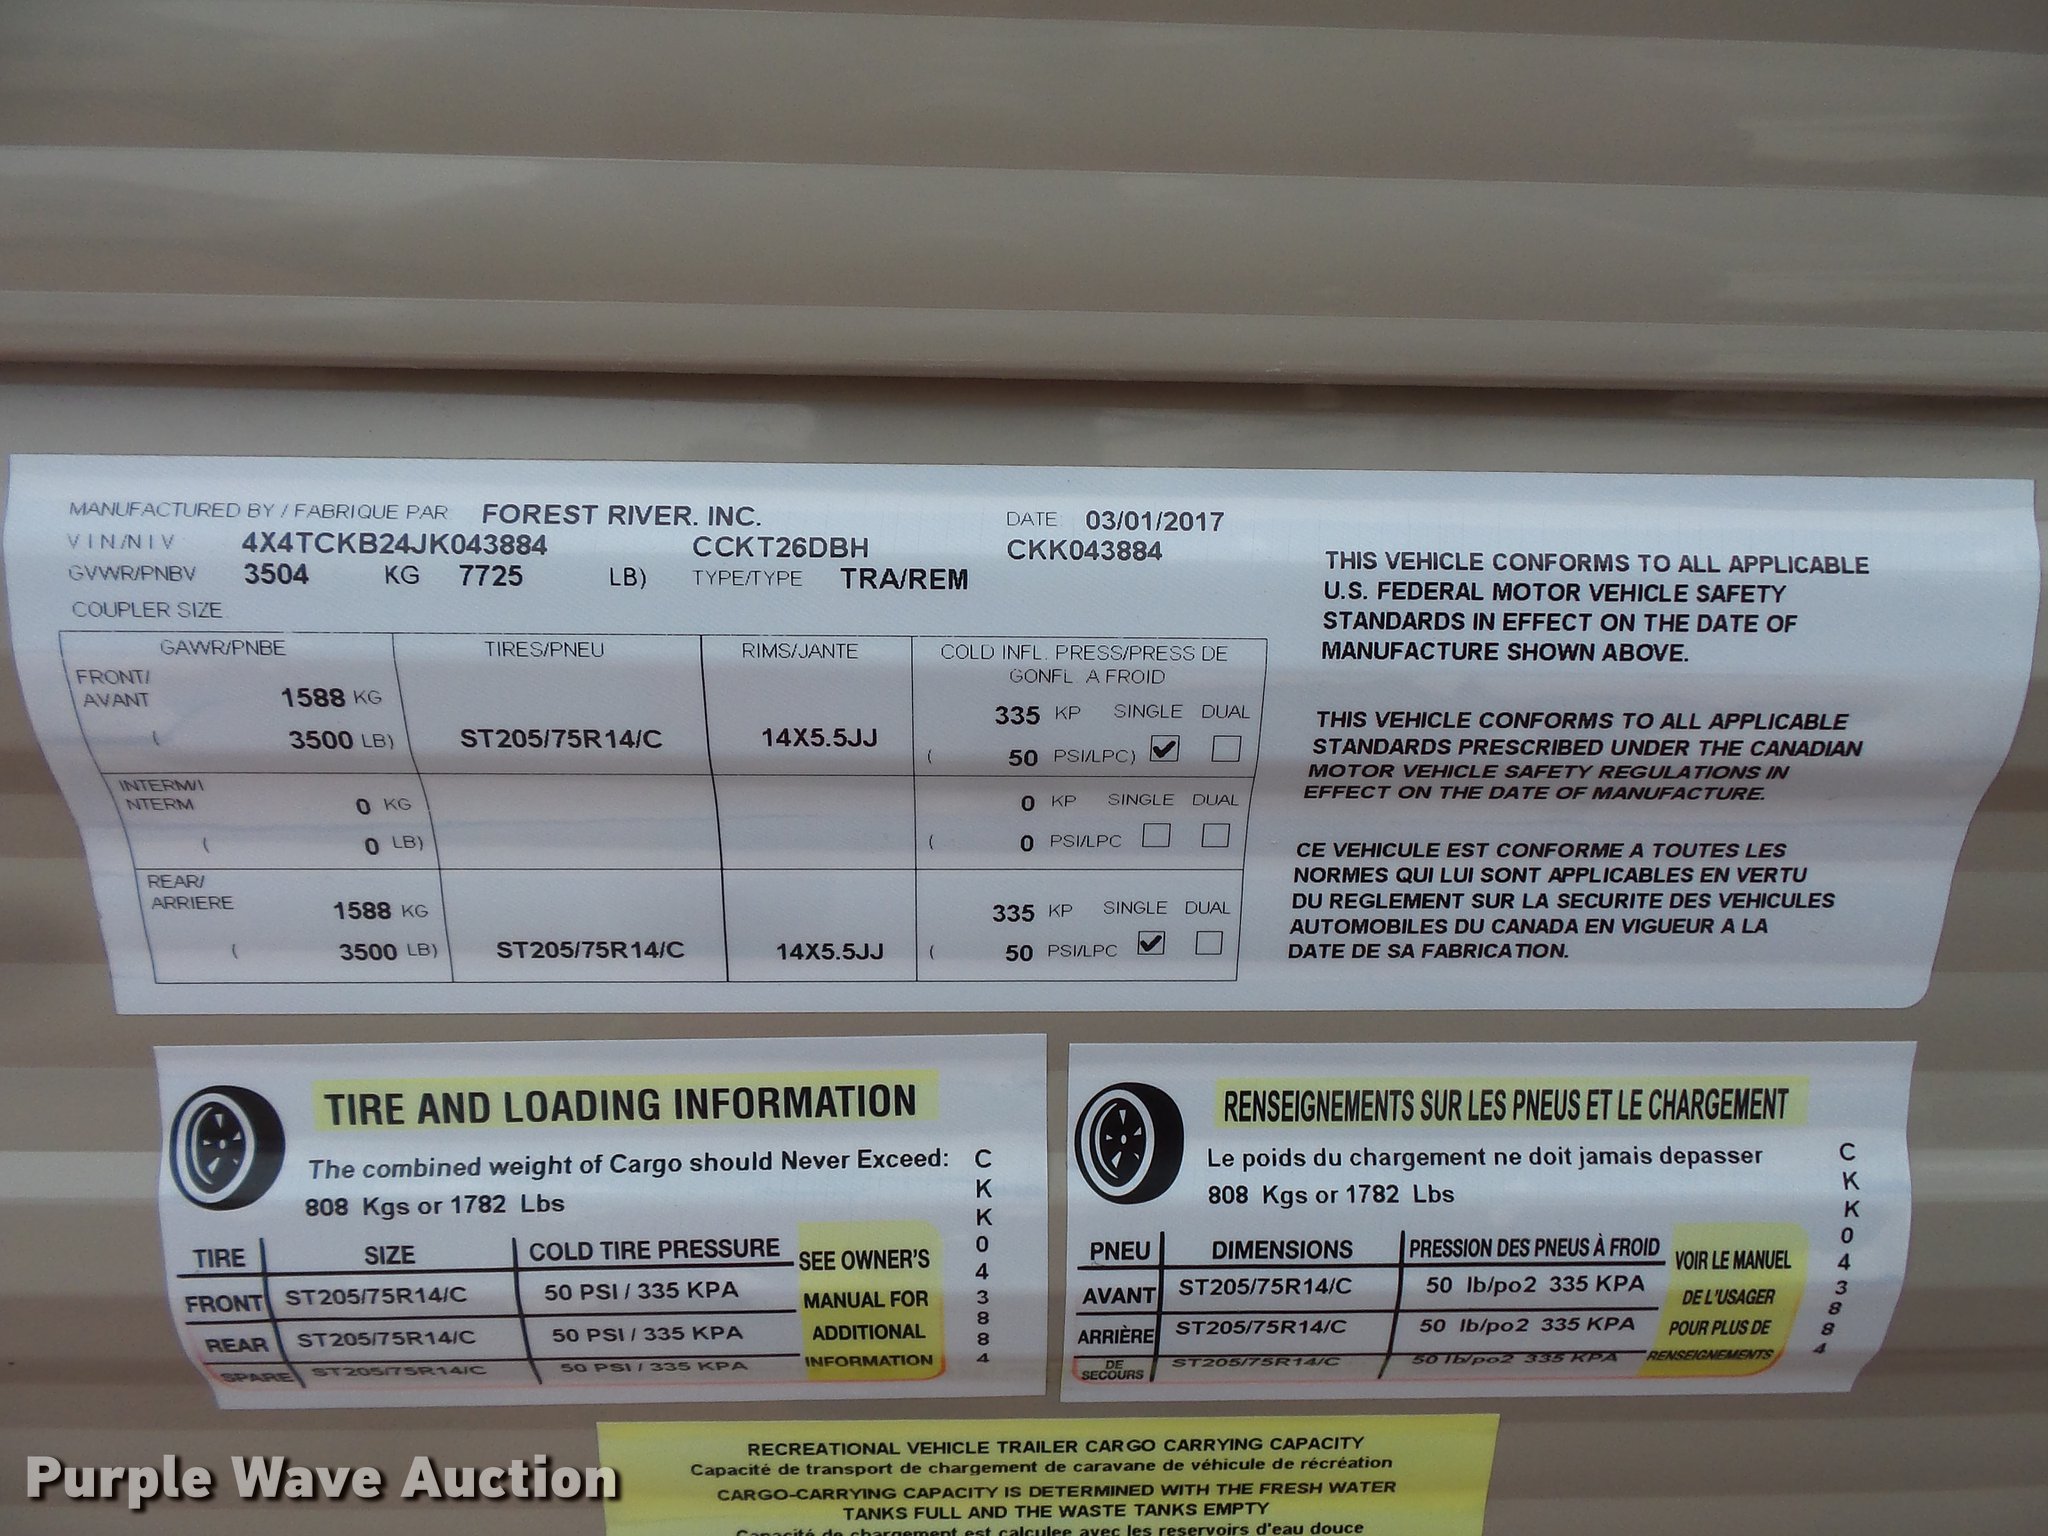 MANUFACTURED BY / FABRIQUE PAR FOREST RIVER. INC. DATE 03/01/2017
VIN/NIV 4X4TCKB24JK043884 CCKT26DBH CKK043884
GVWR/PNBV 3504 KG 7725 LB) TYPE/TYPE TRA/REM
COUPLER SIZE
GAWR/PNBE TIRES/PNEU RIMS/JANTE COLD INFL. PRESS/PRESS DE
GONFL A FROID
FRONT/
AVANT 1588 KG 335 KP SINGLE DUAL
( 3500 LB) ST205/75R14/C 14X5.5JJ ( 50 PSI/LPC)
INTERM/I
NTERM 0 KG 0 KP SINGLE DUAL
( 0 LB) ( 0 PSI/LPC
REAR/
ARRIERE 1588 KG 335 KP SINGLE DUAL
( 3500 LB) ST205/75R14/C 14X5.5JJ ( 50 PSI/LPC
THIS VEHICLE CONFORMS TO ALL APPLICABLE
U.S. FEDERAL MOTOR VEHICLE SAFETY
STANDARDS IN EFFECT ON THE DATE OF
MANUFACTURE SHOWN ABOVE.
THIS VEHICLE CONFORMS TO ALL APPLICABLE
STANDARDS PRESCRIBED UNDER THE CANADIAN
MOTOR VEHICLE SAFETY REGULATIONS IN
EFFECT ON THE DATE OF MANUFACTURE.
CE VEHICULE EST CONFORME A TOUTES LES
NORMES QUI LUI SONT APPLICABLES EN VERTU
DU REGLEMENT SUR LA SECURITE DES VEHICULES
AUTOMOBILES DU CANADA EN VIGUEUR A LA
DATE DE SA FABRICATION.
TIRE AND LOADING INFORMATION
The combined weight of Cargo should Never Exceed:
808 Kgs or 1782 Lbs
TIRE SIZE COLD TIRE PRESSURE
FRONT ST205/75R14/C 50 PSI / 335 KPA
REAR ST205/75R14/C 50 PSI / 335 KPA
SPARE ST205/75R14/C 50 PSI / 335 KPA
SEE OWNER'S
MANUAL FOR
ADDITIONAL
INFORMATION
CKK043884
RENSEIGNEMENTS SUR LES PNEUS ET LE CHARGEMENT
Le poids du chargement ne doit jamais depasser
808 Kgs or 1782 Lbs
PNEU DIMENSIONS PRESSION DES PNEUS À FROID
AVANT ST205/75R14/C 50 lb/po2 335 KPA
ARRIÈRE ST205/75R14/C 50 lb/po2 335 KPA
DE
SECOURS ST205/75R14/C 50 lb/po2 335 KPA
VOIR LE MANUEL
DE L'USAGER
POUR PLUS DE
RENSEIGNEMENTS
CKK043884
RECREATIONAL VEHICLE TRAILER CARGO CARRYING CAPACITY
Capacité de transport de chargement de caravane de véhicule de récréation
CARGO-CARRYING CAPACITY IS DETERMINED WITH THE FRESH WATER
TANKS FULL AND THE WASTE TANKS EMPTY
Capacité de chargement est calculee avec les reservoirs d'eau douce
Purple Wave Auction